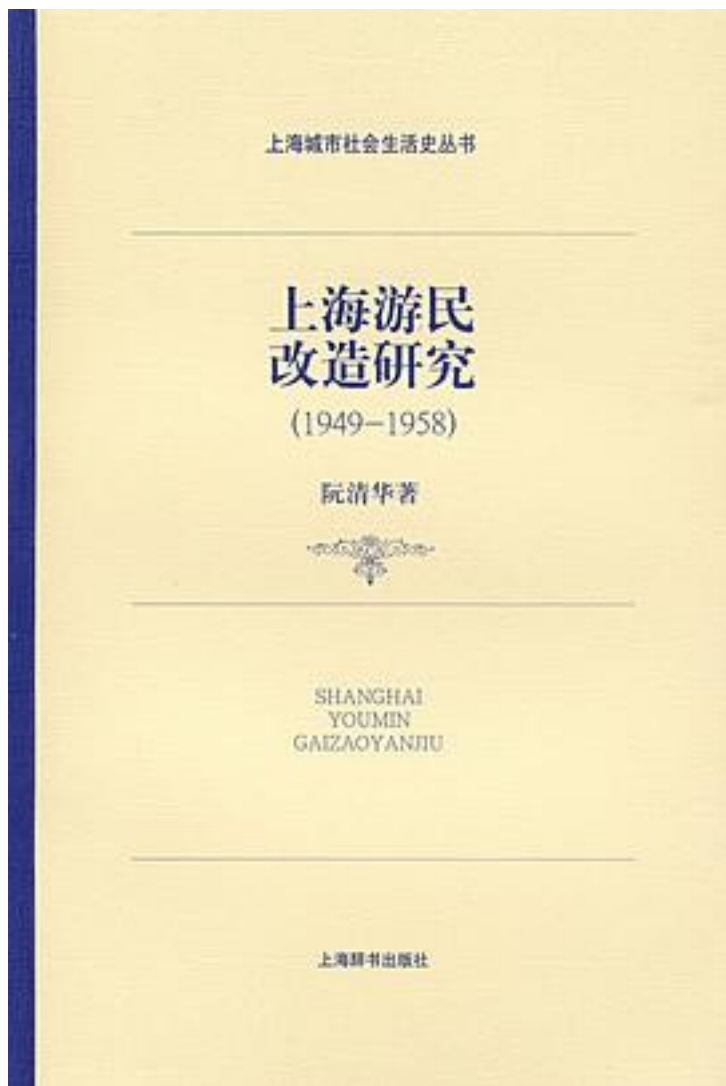 上海城市社会生活史丛书
上海游民
改造研究
(1949-1958)
阮清华著
SHANGHAI
YOUMIN
GAIZAOYANJIU
上海辞书出版社